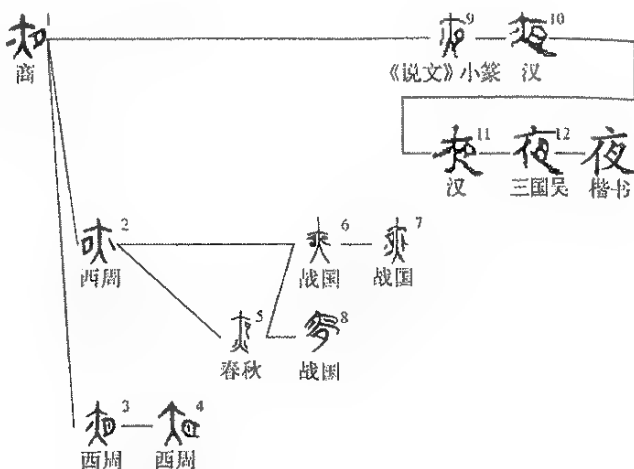 1 9 10
商 《说文》小篆 汉
11 12 夜
汉 三国吴 楷书
2 6 7
西周 战国 战国
5 8
春秋 战国
3 4
西周 西周